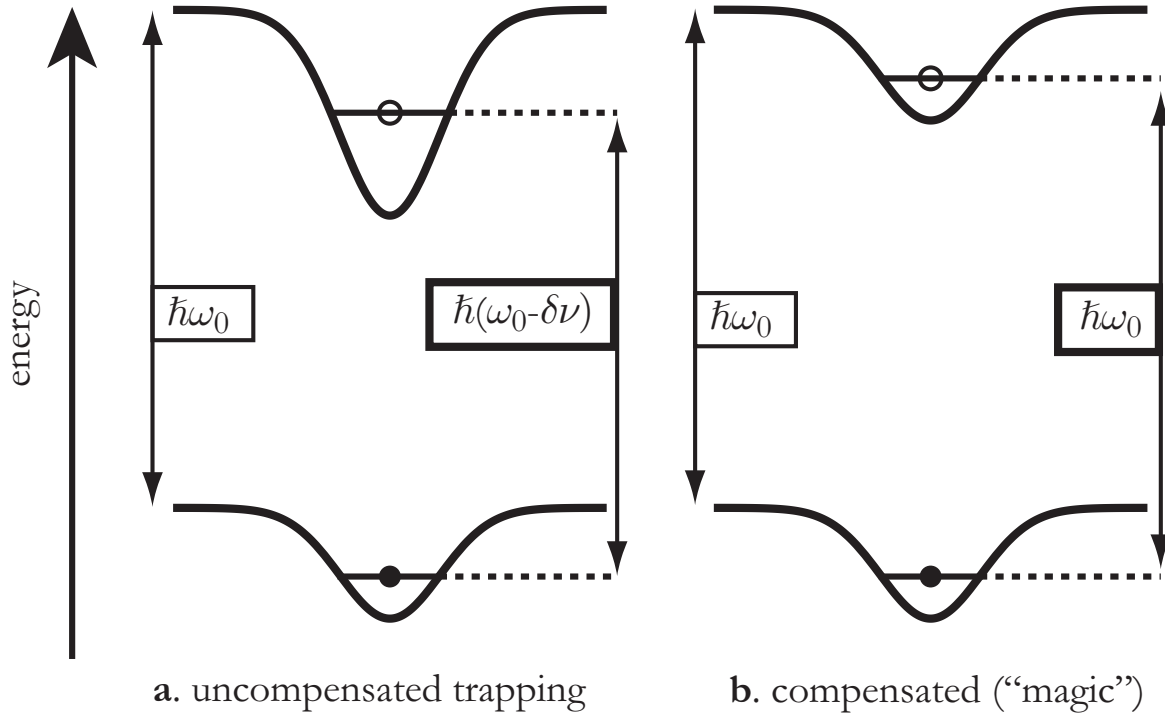 energy
ℏω₀
ℏ(ω₀-δν)
ℏω₀
ℏω₀
a. uncompensated trapping
b. compensated (“magic”)